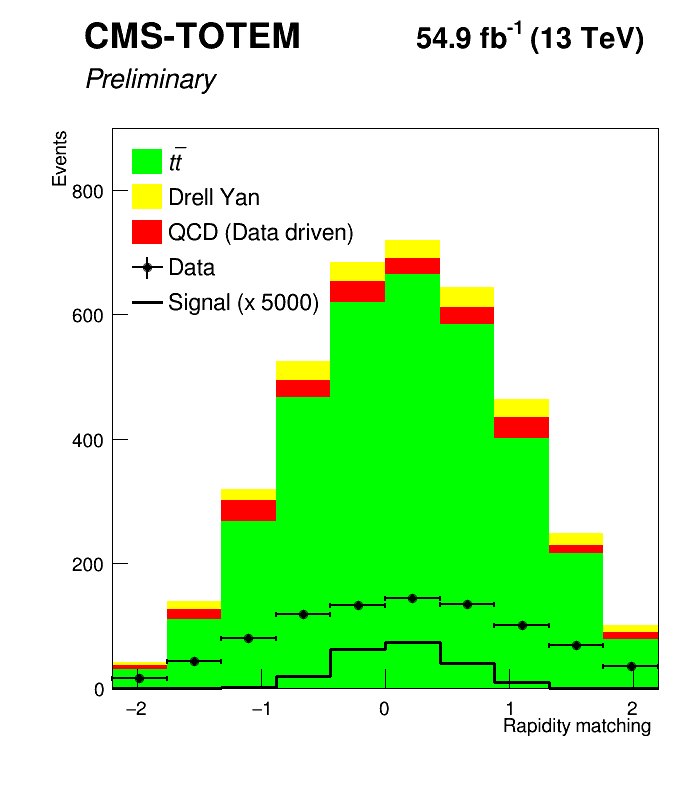 CMS-TOTEM 54.9 fb⁻¹ (13 TeV)
Preliminary
Events
tt̄
Drell Yan
QCD (Data driven)
Data
Signal (x 5000)
800
600
400
200
0
−2 −1 0 1 2
Rapidity matching